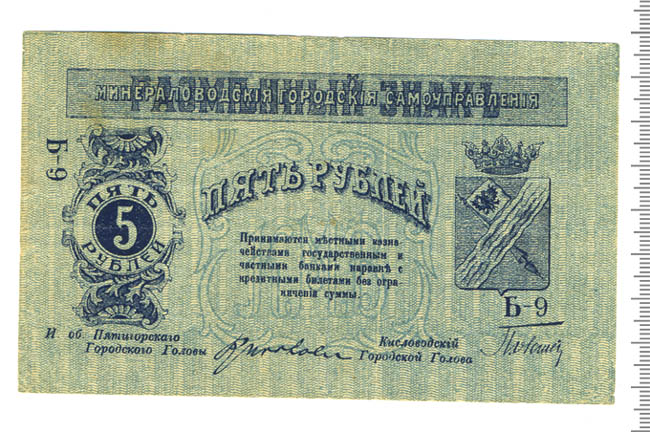 РАЗМѢННЫЙ ЗНАКЪ
МИНЕРАЛОВОДСКІЯ ГОРОДСКІЯ САМОУПРАВЛЕНІЯ
Б-9
ПЯТЬ
5
РУБЛЕЙ
ПЯТЬ РУБЛЕЙ
Принимаются мѣстными казна-
чействами государственными и
частными банками наравнѣ с
кредитными билетами без огра-
ниченія суммы.
Б-9
И об Пятигорскаго
Городского Головы
Кисловодскій
Городской Голова